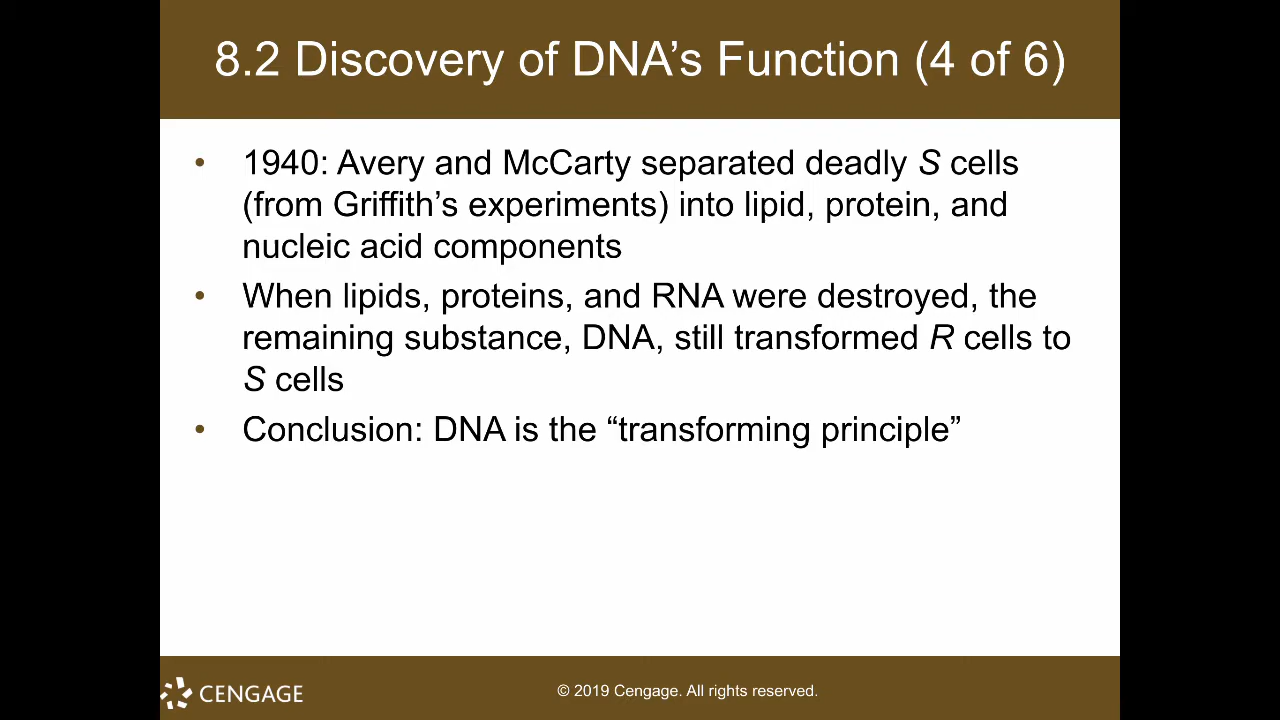 8.2 Discovery of DNA’s Function (4 of 6)
• 1940: Avery and McCarty separated deadly S cells
(from Griffith’s experiments) into lipid, protein, and
nucleic acid components
• When lipids, proteins, and RNA were destroyed, the
remaining substance, DNA, still transformed R cells to
S cells
• Conclusion: DNA is the “transforming principle”
CENGAGE
© 2019 Cengage. All rights reserved.